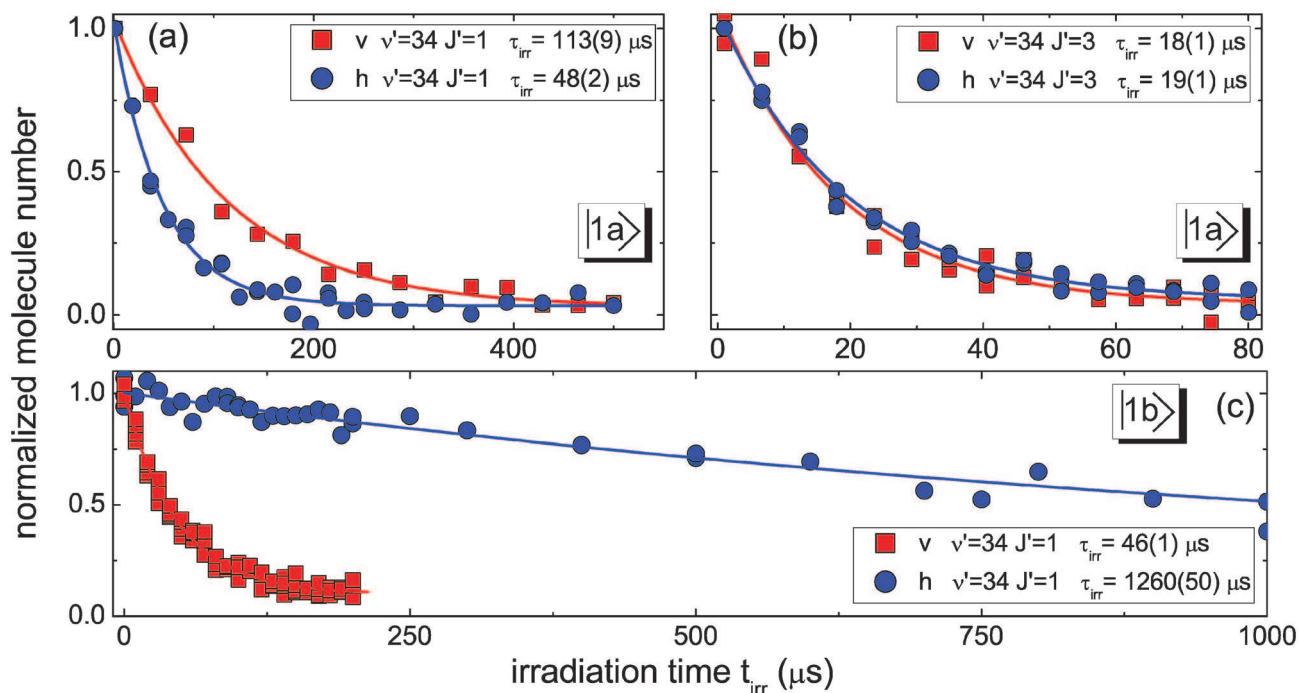 normalized molecule number
1.0
0.5
0.0
(a)
v ν'=34 J'=1 τirr= 113(9) μs
h ν'=34 J'=1 τirr= 48(2) μs
|1a>
0 200 400
(b)
v ν'=34 J'=3 τirr= 18(1) μs
h ν'=34 J'=3 τirr= 19(1) μs
|1a>
0 20 40 60 80
1.0
0.5
0.0
|1b>
(c)
v ν'=34 J'=1 τirr= 46(1) μs
h ν'=34 J'=1 τirr= 1260(50) μs
0 250 500 750 1000
irradiation time tirr (μs)